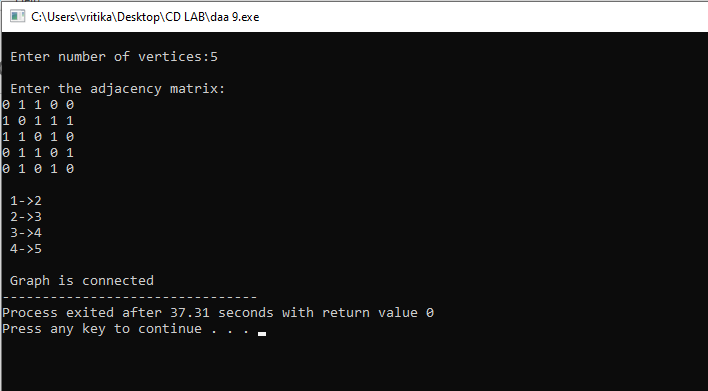 C:\Users\vritika\Desktop\CD LAB\daa 9.exe
Enter number of vertices:5
Enter the adjacency matrix:
0 1 1 0 0
1 0 1 1 1
1 1 0 1 0
0 1 1 0 1
0 1 0 1 0
1->2
2->3
3->4
4->5
Graph is connected
--------------------------------
Process exited after 37.31 seconds with return value 0
Press any key to continue . . .